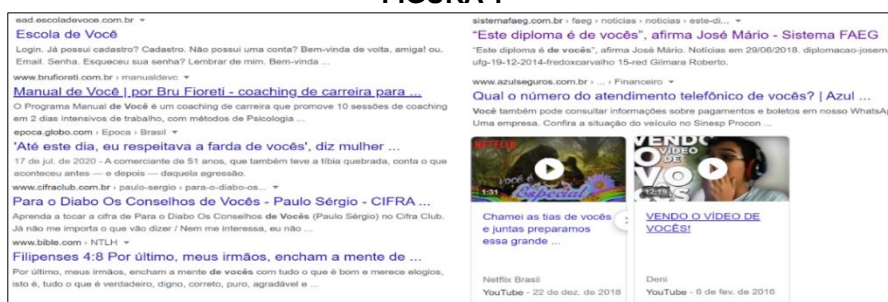 ead.escoladevoce.com.br
Escola de Você
Login. Já possui cadastro? Cadastro. Não possui uma conta? Bem-vinda de volta, amiga! ou.
Email. Senha. Esqueceu sua senha? Lembrar de mim. Bem-vinda ...
www.brufioreti.com.br › manualdevc
Manual de Você | por Bru Fioreti - coaching de carreira para ...
O Programa Manual de Você é um coaching de carreira que promove 10 sessões de coaching
em 2 dias intensivos de trabalho, com métodos de Psicologia ...
epoca.globo.com › Epoca › Brasil
'Até este dia, eu respeitava a farda de vocês', diz mulher ...
17 de jul. de 2020 - A comerciante de 51 anos, que também teve a tíbia quebrada, conta o que
aconteceu antes — e depois — daquela agressão.
www.cifraclub.com.br › paulo-sergio › para-o-diabo-os...
Para o Diabo Os Conselhos de Vocês - Paulo Sérgio - CIFRA ...
Aprenda a tocar a cifra de Para o Diabo Os Conselhos de Vocês (Paulo Sérgio) no Cifra Club.
Já não me importa o que vão dizer / Nem me interessa, eu não ...
www.bible.com › NTLH
Filipenses 4:8 Por último, meus irmãos, encham a mente de ...
Por último, meus irmãos, encham a mente de vocês com tudo o que é bom e merece elogios,
isto é, tudo o que é verdadeiro, digno, correto, puro, agradável e ...
sistemafaeg.com.br › faeg › noticias › noticias › este-di...
"Este diploma é de vocês", afirma José Mário - Sistema FAEG
"Este diploma é de vocês", afirma José Mário. Notícias em 29/06/2018. diplomacao-josem
ufg-19-12-2014-fredoxcarvalho 15-red Gilmara Roberto.
www.azulseguros.com.br › ... › Financeiro
Qual o número do atendimento telefônico de vocês? | Azul ...
Você também pode consultar informações sobre pagamentos e boletos em nosso WhatsAp
Uma empresa. Confira a situação do veículo no Sinesp Procon ...
NETFLIX
você é
Especial
1:31
VENDO
O VÍDEO
DE
12:19
Chamei as tias de vocês
e juntas preparamos
essa grande ...
Netflix Brasil
YouTube - 22 de dez. de 2018
VENDO O VÍDEO DE
VOCÊS!
Deni
YouTube - 6 de fev. de 2016